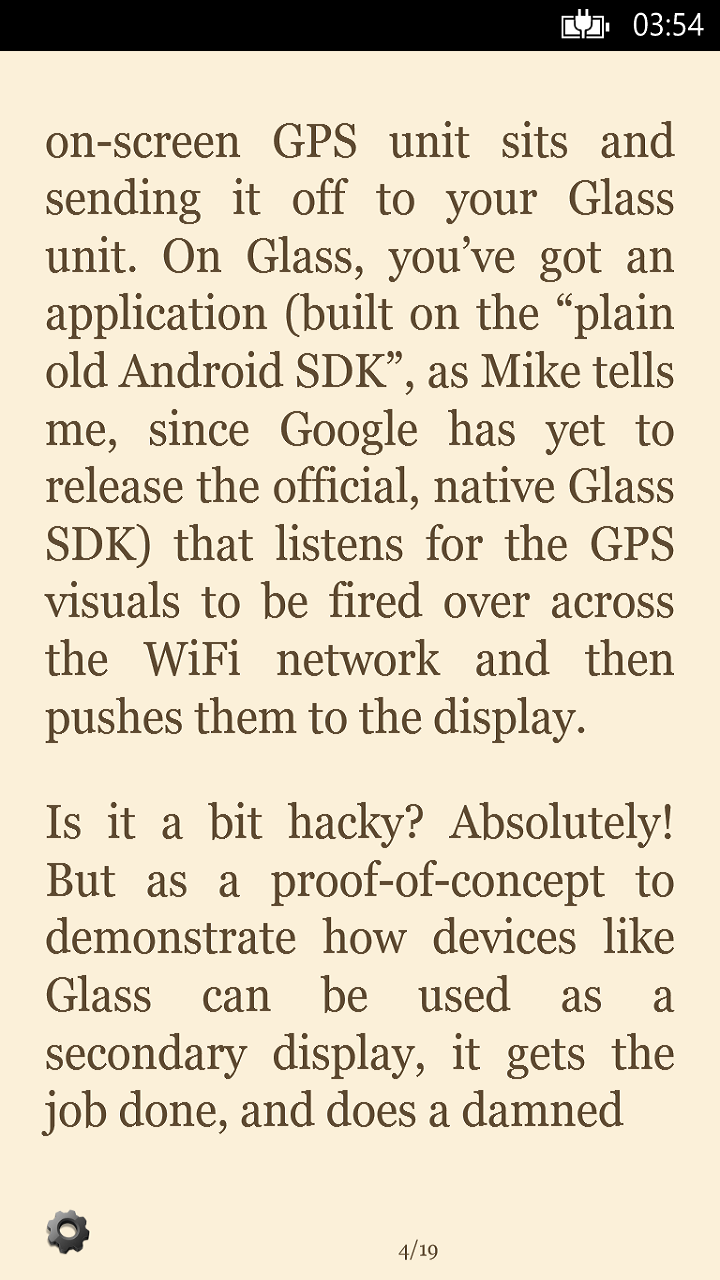 03:54
on-screen GPS unit sits and
sending it off to your Glass
unit. On Glass, you’ve got an
application (built on the “plain
old Android SDK”, as Mike tells
me, since Google has yet to
release the official, native Glass
SDK) that listens for the GPS
visuals to be fired over across
the WiFi network and then
pushes them to the display.
Is it a bit hacky? Absolutely!
But as a proof-of-concept to
demonstrate how devices like
Glass can be used as a
secondary display, it gets the
job done, and does a damned
4/19